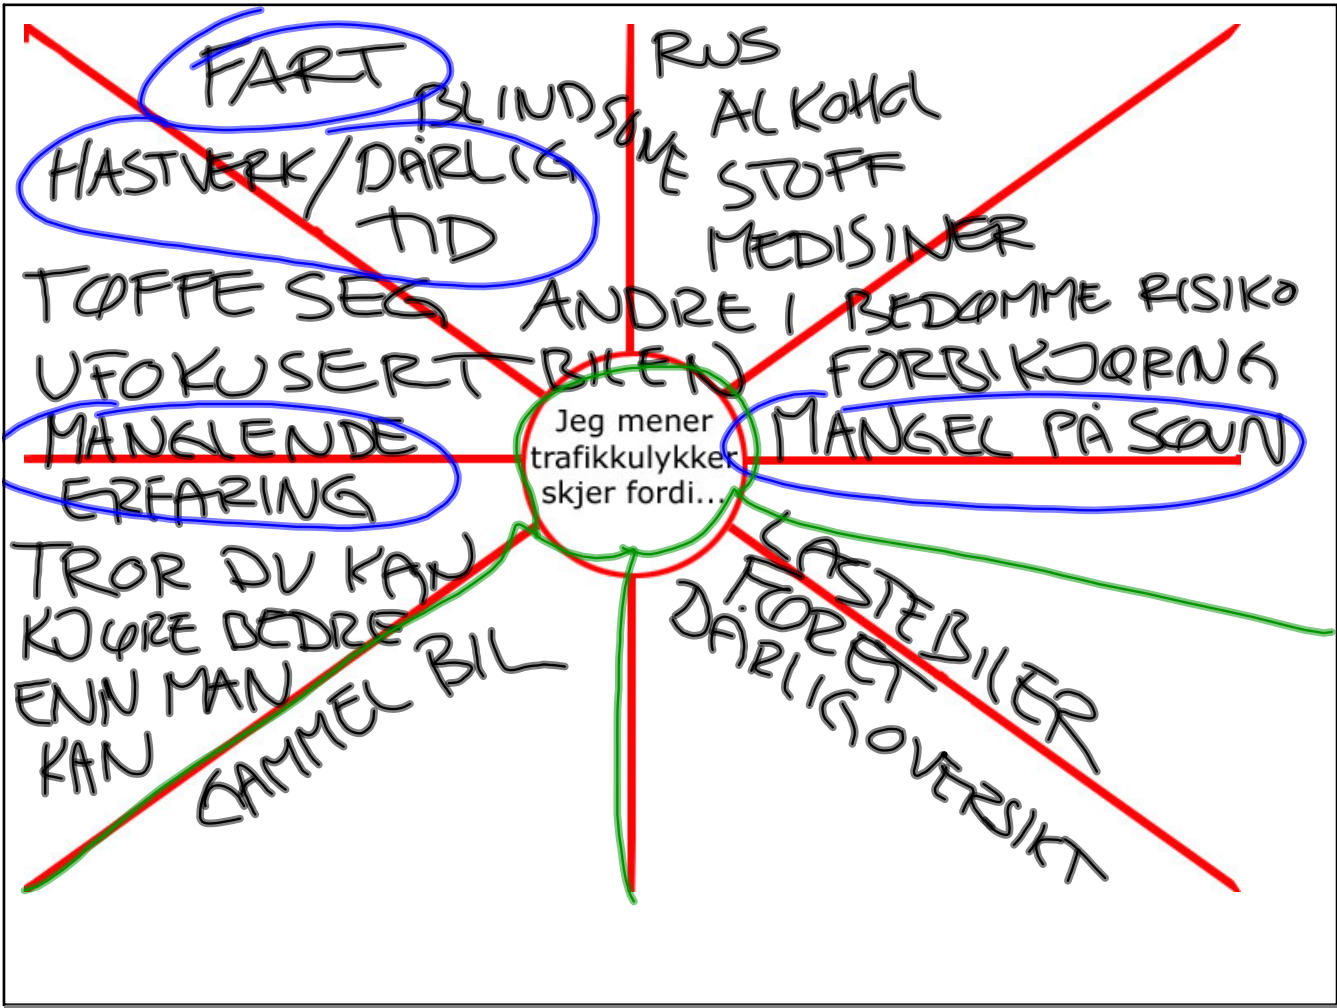 FART
BLINDSONE
HASTVERK/DÅRLIG
TID
RUS
ALKOHOL
STOFF
MEDISINER
TØFFE SEG
ANDRE I
BILEN
BEDØMME RISIKO
UFOKUSERT
FORBIKJØRNG
MANGLENDE
ERFARING
MANGEL PÅ SØVN
Jeg mener
trafikkulykker
skjer fordi...
TROR DU KAN
KJØRE BEDRE
ENN MAN
KAN
GAMMEL BIL
LASTEBILER
FØRET
DÅRLIG OVERSIKT